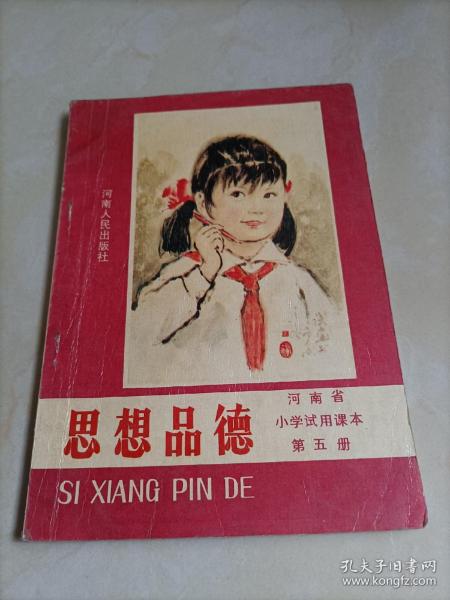 河南人民出版社
思想品德
河南省
小学试用课本
第五册
SI XIANG PIN DE
孔夫子旧书网
www.kongfz.com